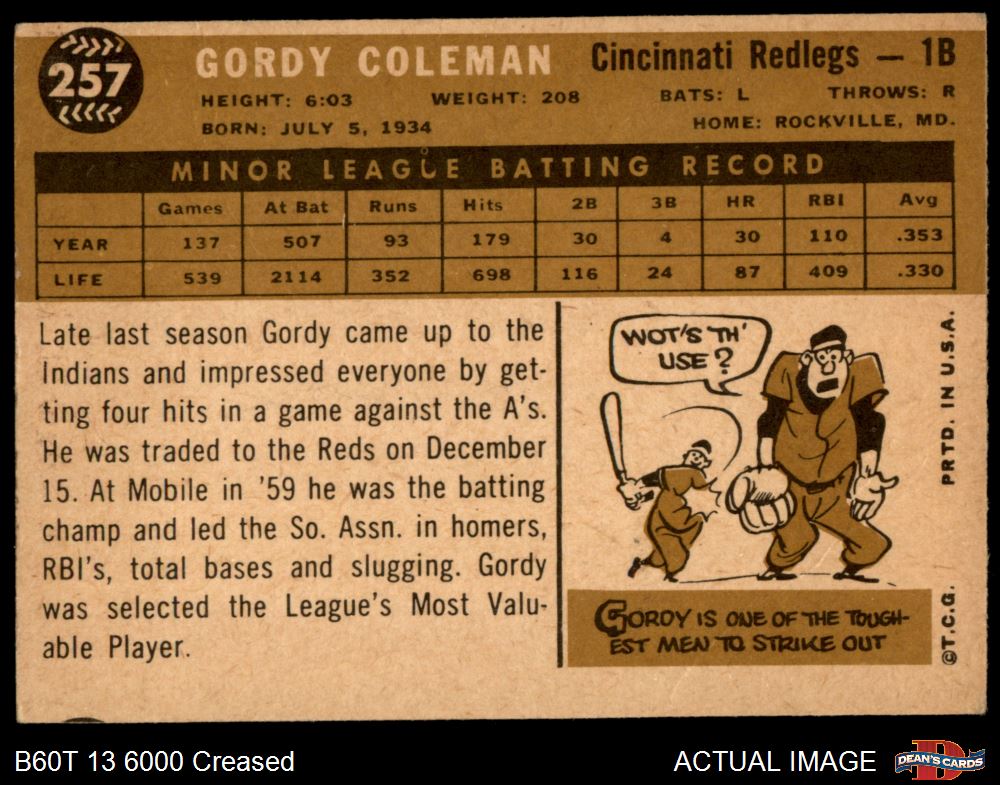 257
GORDY COLEMAN Cincinnati Redlegs — 1B
HEIGHT: 6:03 WEIGHT: 208 BATS: L THROWS: R
BORN: JULY 5, 1934 HOME: ROCKVILLE, MD.
MINOR LEAGUE BATTING RECORD
Games At Bat Runs Hits 2B 3B HR RBI Avg
YEAR 137 507 93 179 30 4 30 110 .353
LIFE 539 2114 352 698 116 24 87 409 .330
Late last season Gordy came up to the
Indians and impressed everyone by get-
ting four hits in a game against the A's.
He was traded to the Reds on December
15. At Mobile in '59 he was the batting
champ and led the So. Assn. in homers,
RBI's, total bases and slugging. Gordy
was selected the League's Most Valu-
able Player.
WOT'S TH'
USE?
GORDY IS ONE OF THE TOUGH-
EST MEN TO STRIKE OUT
©T.C.G. PRTD. IN U.S.A.
B60T 13 6000 Creased ACTUAL IMAGE
D
DEAN'S CARDS